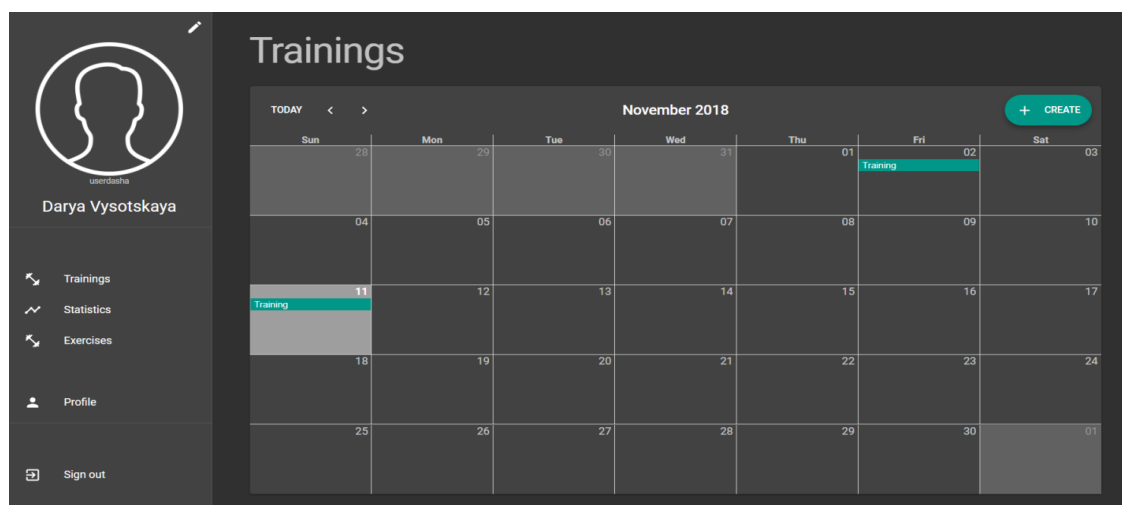 userdasha
Darya Vysotskaya
Trainings
Statistics
Exercises
Profile
Sign out
Trainings
TODAY
November 2018
+ CREATE
Sun Mon Tue Wed Thu Fri Sat
28 29 30 31 01 02 03
Training
04 05 06 07 08 09 10
11 12 13 14 15 16 17
Training
18 19 20 21 22 23 24
25 26 27 28 29 30 01